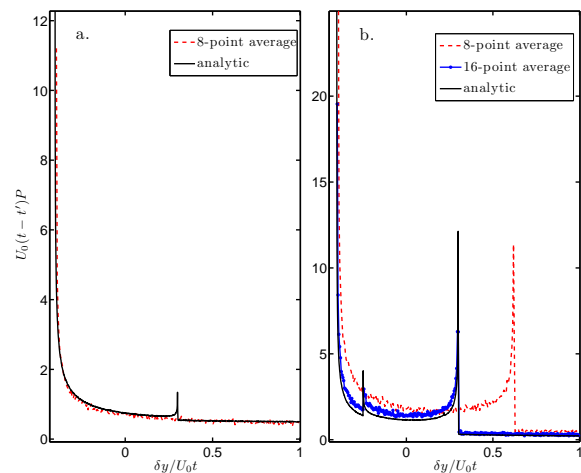 a.
8-point average
analytic
12
10
8
6
4
2
0
U₀(t − t′)P
0
0.5
1
δy/U₀t
b.
8-point average
16-point average
analytic
20
15
10
5
0
0
0.5
1
δy/U₀t